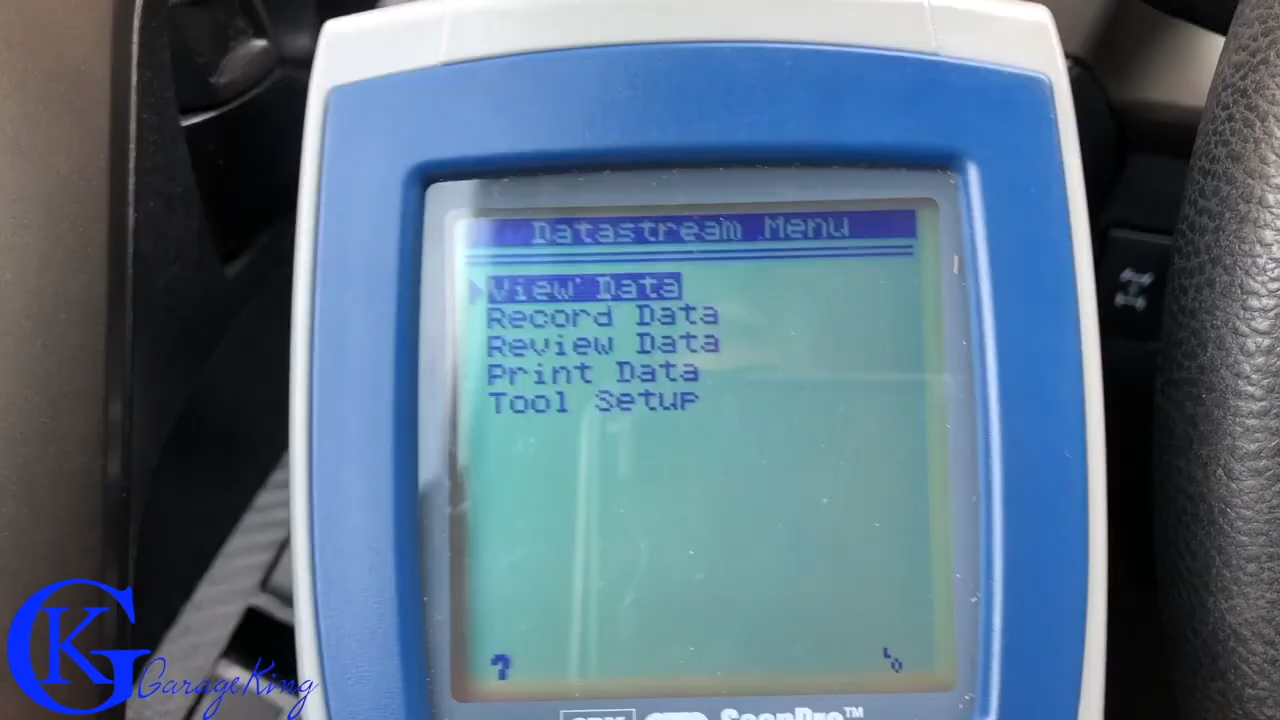 Datastream Menu
View Data
Record Data
Review Data
Print Data
Tool Setup
?
GK GarageKing
ScanPro™